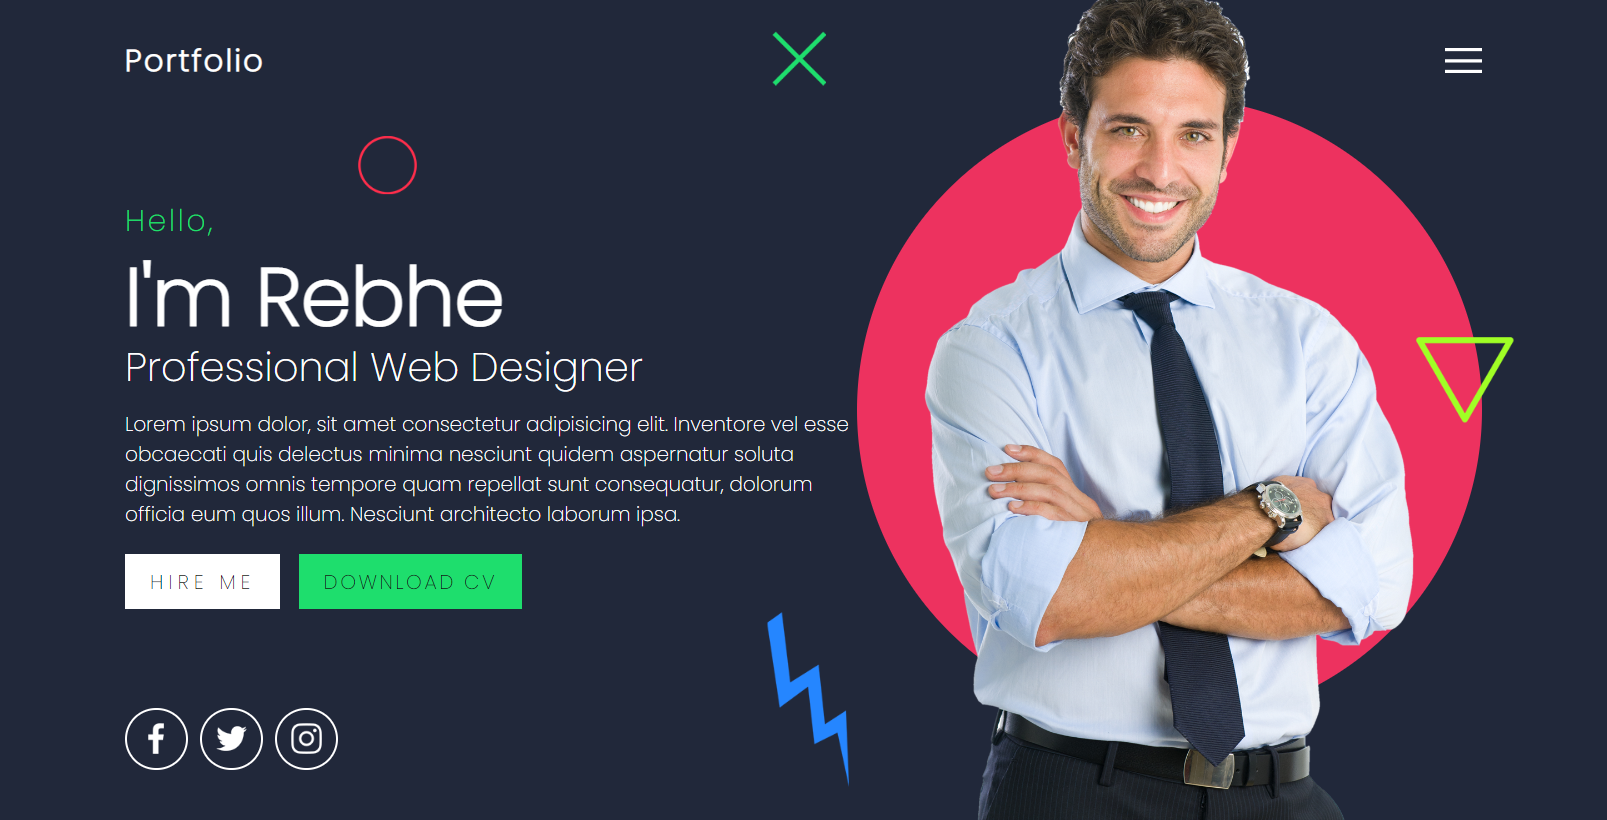 Portfolio
Hello,
I'm Rebhe
Professional Web Designer
Lorem ipsum dolor, sit amet consectetur adipisicing elit. Inventore vel esse
obcaecati quis delectus minima nesciunt quidem aspernatur soluta
dignissimos omnis tempore quam repellat sunt consequatur, dolorum
officia eum quos illum. Nesciunt architecto laborum ipsa.
HIRE ME
DOWNLOAD CV